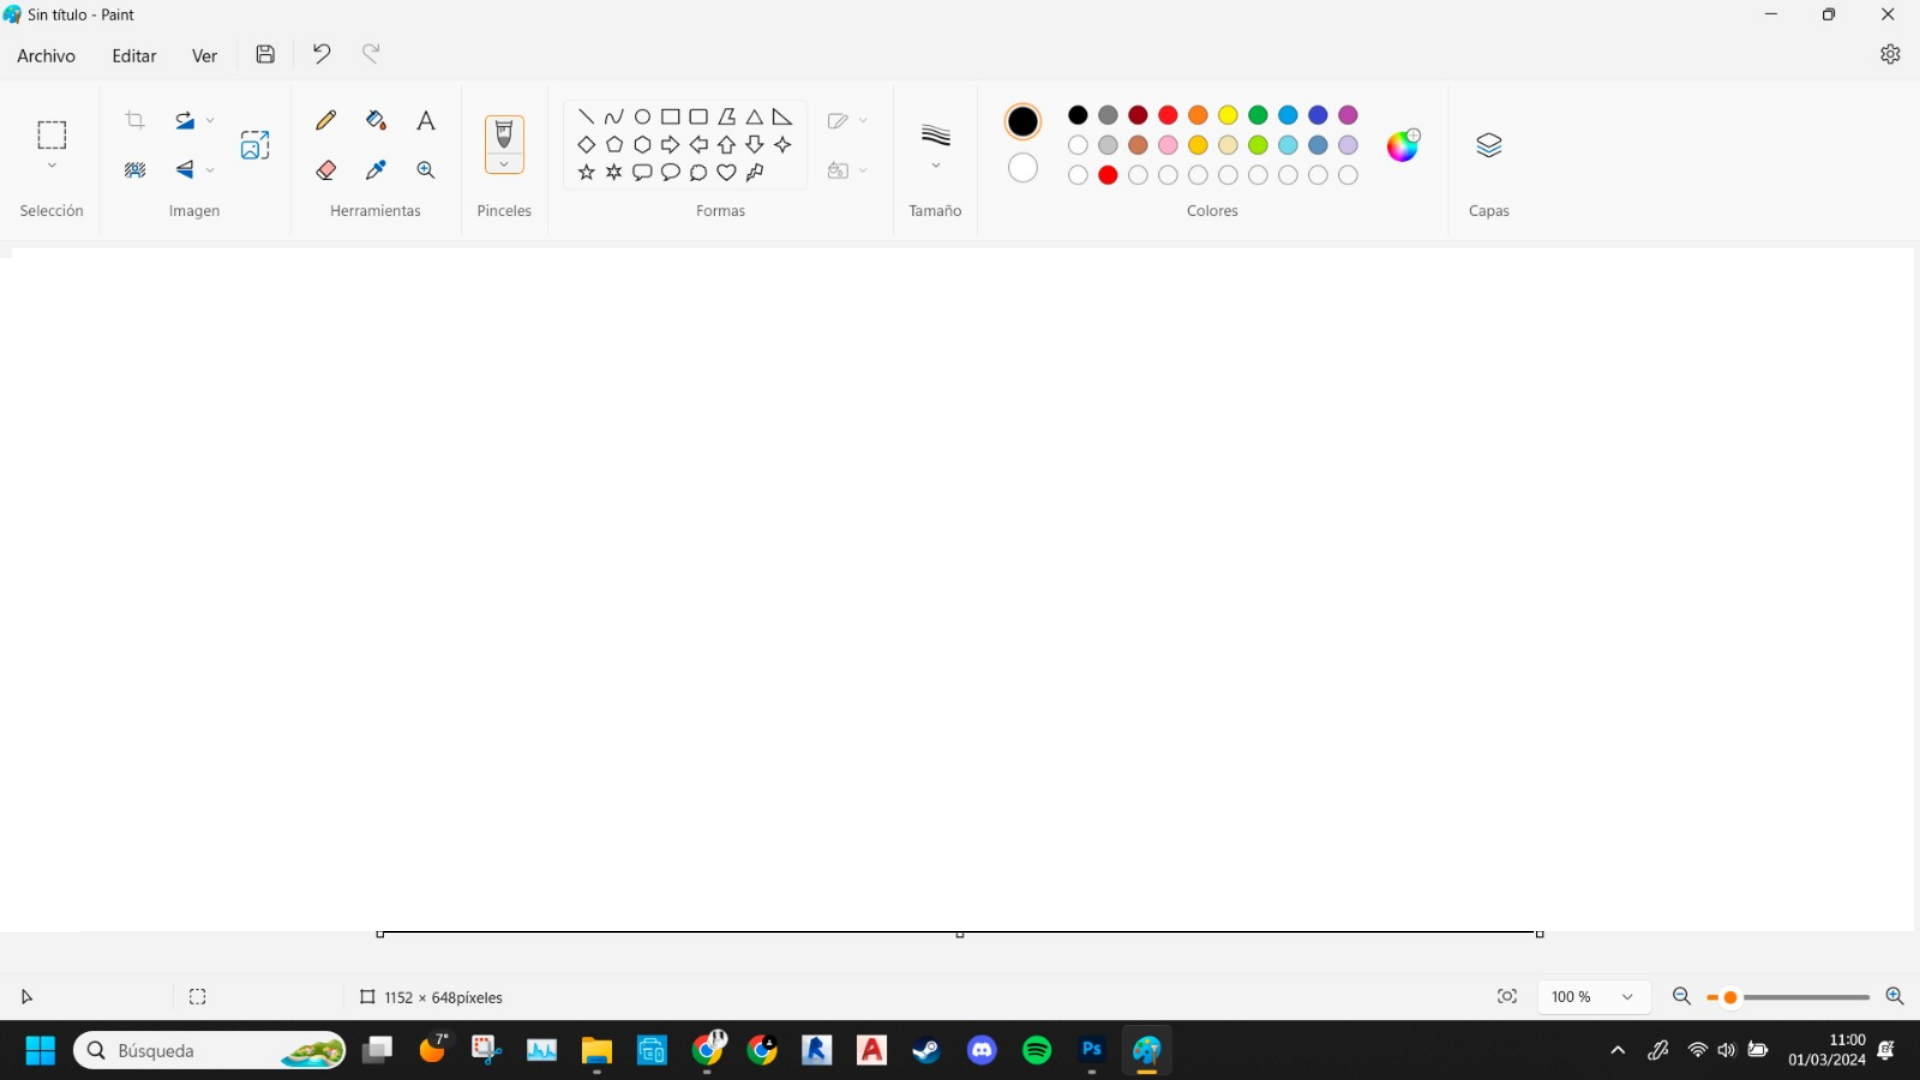 Sin título - Paint
Archivo Editar Ver
Selección Imagen Herramientas Pinceles Formas Tamaño Colores Capas
1152 × 648píxeles 100 %
Búsqueda 7° Ps 11:00
01/03/2024